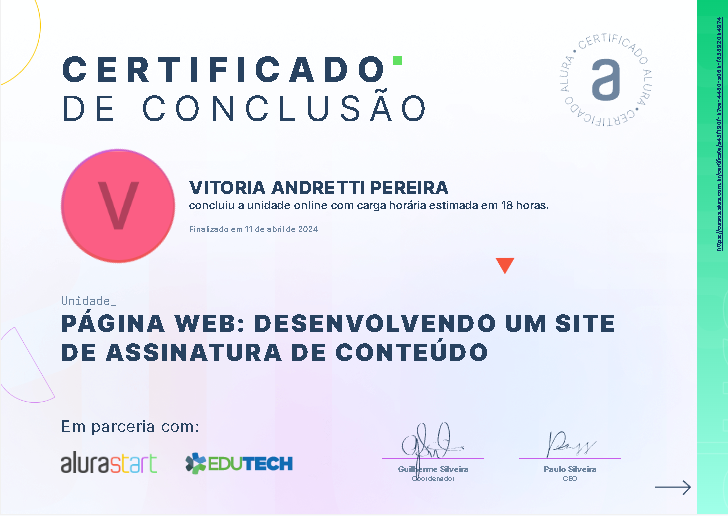 CERTIFICADO
DE CONCLUSÃO
CERTIFICADO ALURA • CERTIFICADO ALURA •
a
V
VITORIA ANDRETTI PEREIRA
concluiu a unidade online com carga horária estimada em 18 horas.
Finalizado em 11 de abril de 2024
Unidade_
PÁGINA WEB: DESENVOLVENDO UM SITE
DE ASSINATURA DE CONTEÚDO
Em parceria com:
alurastart
EDUTECH
Guilherme Silveira
Coordenador
Paulo Silveira
CEO